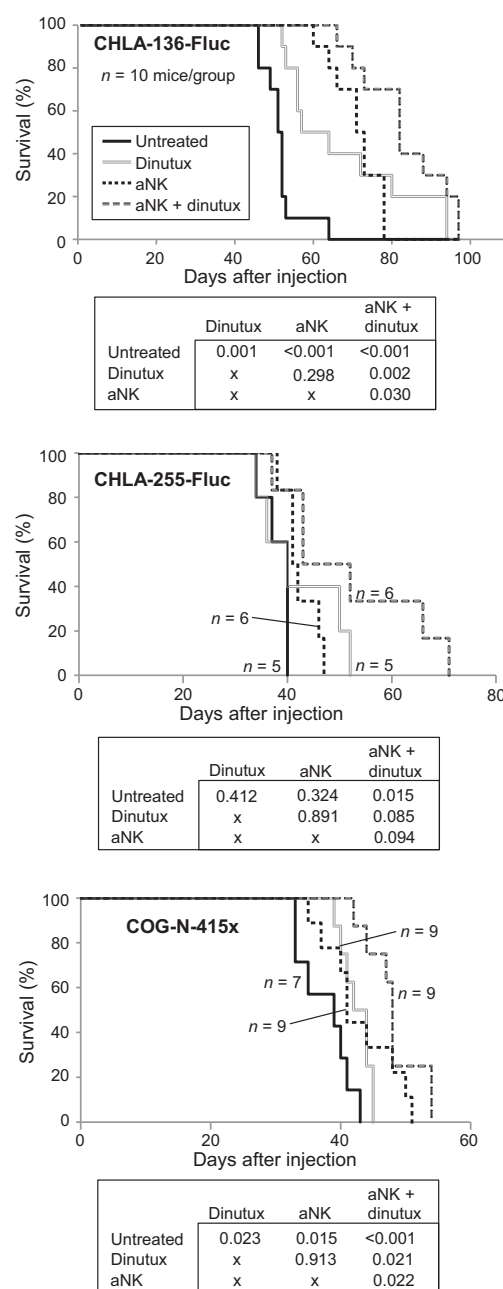 CHLA-136-Fluc
n = 10 mice/group
Survival (%)
100
80
60
40
20
0
Untreated
Dinutux
aNK
aNK + dinutux
0 20 40 60 80 100
Days after injection
Dinutux aNK aNK + dinutux
Untreated 0.001 <0.001 <0.001
Dinutux x 0.298 0.002
aNK x x 0.030
CHLA-255-Fluc
Survival (%)
100
80
60
40
20
0
n = 6
n = 6
n = 5
n = 5
0 20 40 60 80
Days after injection
Dinutux aNK aNK + dinutux
Untreated 0.412 0.324 0.015
Dinutux x 0.891 0.085
aNK x x 0.094
COG-N-415x
Survival (%)
100
80
60
40
20
0
n = 9
n = 7
n = 9
n = 9
0 20 40 60
Days after injection
Dinutux aNK aNK + dinutux
Untreated 0.023 0.015 <0.001
Dinutux x 0.913 0.021
aNK x x 0.022